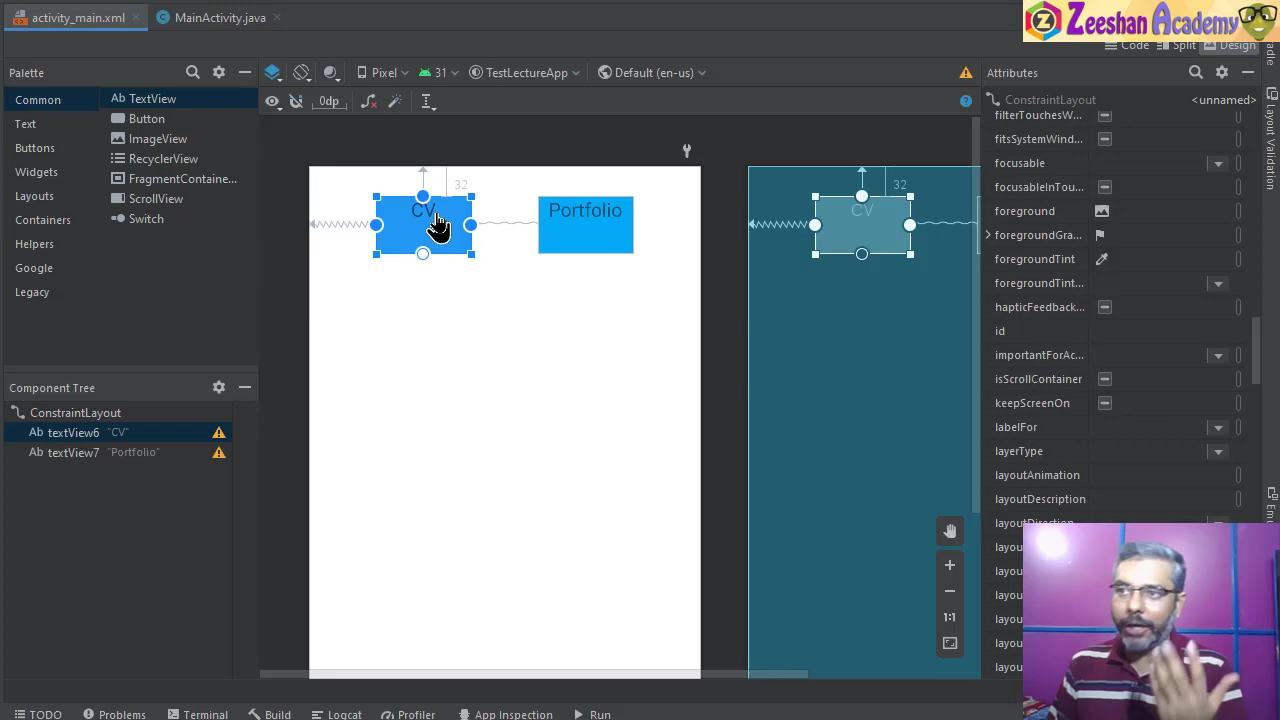 activity_main.xml
MainActivity.java
Zeeshan Academy
Code
Split
Design
Palette
Pixel
31
TestLectureApp
Default (en-us)
Attributes
Common
Text
Buttons
Widgets
Layouts
Containers
Helpers
Google
Legacy
Ab TextView
Button
ImageView
RecyclerView
FragmentContaine...
ScrollView
Switch
0dp
ConstraintLayout
<unnamed>
32
CV
Portfolio
32
CV
filterTouchesW...
fitsSystemWind...
focusable
focusableInTou...
foreground
foregroundGra...
foregroundTint
foregroundTint...
hapticFeedback...
id
importantForAc...
isScrollContainer
keepScreenOn
labelFor
layerType
layoutAnimation
layoutDescription
layoutDirection
Layout Validation
Component Tree
ConstraintLayout
Ab textView6 "CV"
Ab textView7 "Portfolio"
1:1
TODO
Problems
Terminal
Build
Logcat
Profiler
App Inspection
Run